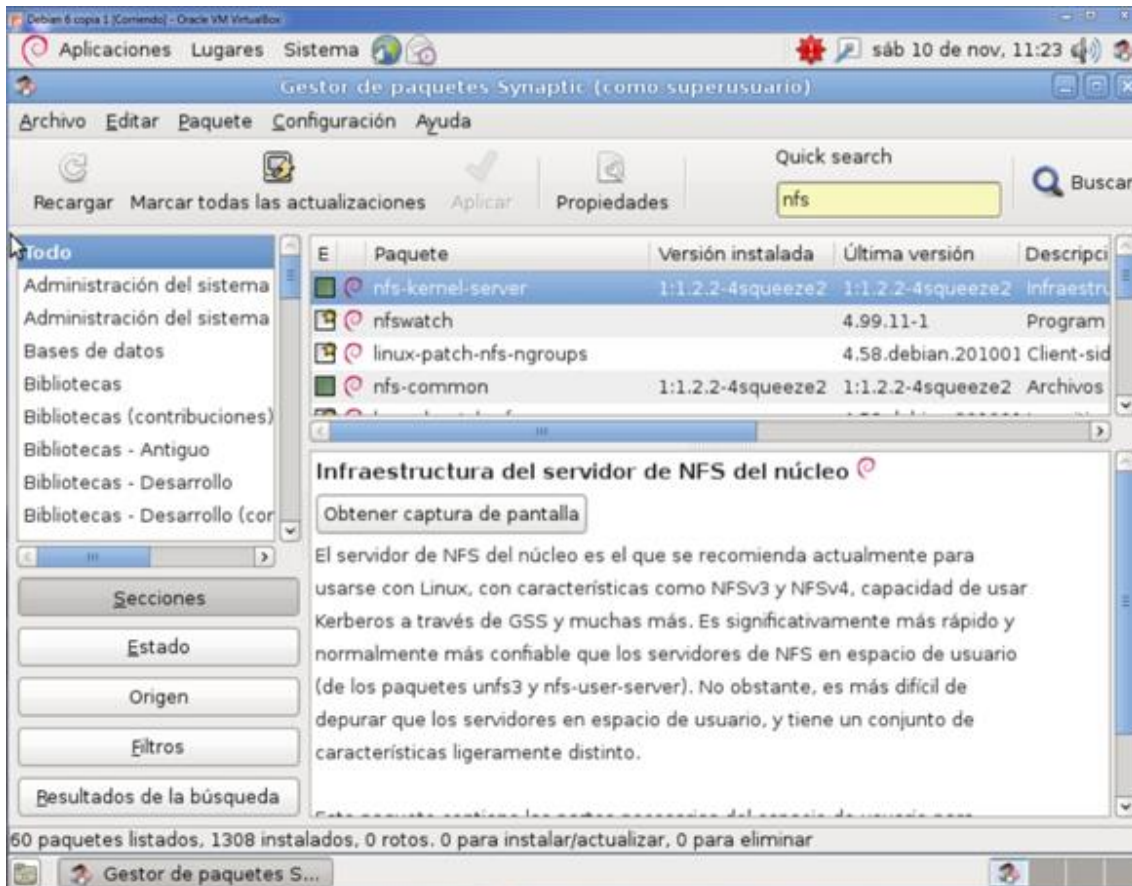 Debian 6 copia 1 [Corriendo] - Oracle VM VirtualBox
Aplicaciones Lugares Sistema sáb 10 de nov, 11:23
Gestor de paquetes Synaptic (como superusuario)
Archivo Editar Paquete Configuración Ayuda
Quick search
Recargar Marcar todas las actualizaciones Aplicar Propiedades nfs Buscar
Todo
Administración del sistema
Administración del sistema
Bases de datos
Bibliotecas
Bibliotecas (contribuciones)
Bibliotecas - Antiguo
Bibliotecas - Desarrollo
Bibliotecas - Desarrollo (cor
Secciones
Estado
Origen
Filtros
Resultados de la búsqueda
E Paquete Versión instalada Última versión Descripci
nfs-kernel-server 1:1.2.2-4squeeze2 1:1.2.2-4squeeze2 Infraestru
nfswatch 4.99.11-1 Program
linux-patch-nfs-ngroups 4.58.debian.201001 Client-sid
nfs-common 1:1.2.2-4squeeze2 1:1.2.2-4squeeze2 Archivos
Infraestructura del servidor de NFS del núcleo
Obtener captura de pantalla
El servidor de NFS del núcleo es el que se recomienda actualmente para
usarse con Linux, con características como NFSv3 y NFSv4, capacidad de usar
Kerberos a través de GSS y muchas más. Es significativamente más rápido y
normalmente más confiable que los servidores de NFS en espacio de usuario
(de los paquetes unfs3 y nfs-user-server). No obstante, es más difícil de
depurar que los servidores en espacio de usuario, y tiene un conjunto de
características ligeramente distinto.
60 paquetes listados, 1308 instalados, 0 rotos. 0 para instalar/actualizar, 0 para eliminar
Gestor de paquetes S...